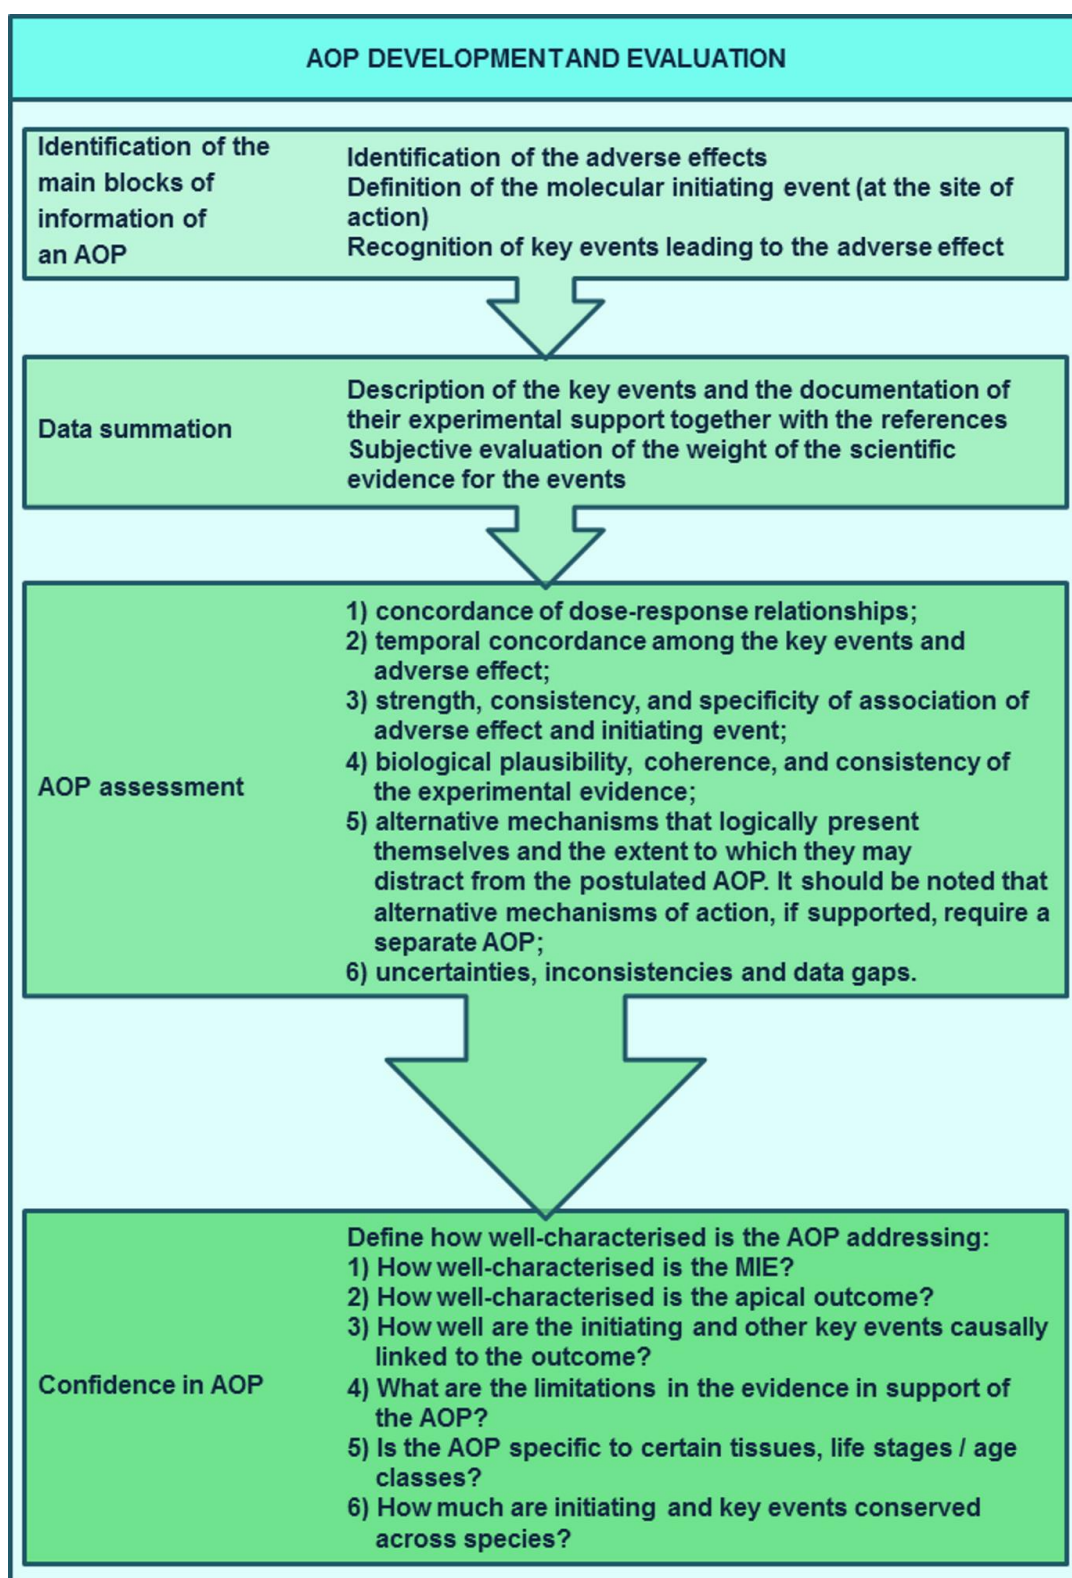 AOP DEVELOPMENT AND EVALUATION
Identification of the
main blocks of
information of
an AOP
Identification of the adverse effects
Definition of the molecular initiating event (at the site of
action)
Recognition of key events leading to the adverse effect
Data summation
Description of the key events and the documentation of
their experimental support together with the references
Subjective evaluation of the weight of the scientific
evidence for the events
AOP assessment
1) concordance of dose-response relationships;
2) temporal concordance among the key events and
adverse effect;
3) strength, consistency, and specificity of association of
adverse effect and initiating event;
4) biological plausibility, coherence, and consistency of
the experimental evidence;
5) alternative mechanisms that logically present
themselves and the extent to which they may
distract from the postulated AOP. It should be noted that
alternative mechanisms of action, if supported, require a
separate AOP;
6) uncertainties, inconsistencies and data gaps.
Confidence in AOP
Define how well-characterised is the AOP addressing:
1) How well-characterised is the MIE?
2) How well-characterised is the apical outcome?
3) How well are the initiating and other key events causally
linked to the outcome?
4) What are the limitations in the evidence in support of
the AOP?
5) Is the AOP specific to certain tissues, life stages / age
classes?
6) How much are initiating and key events conserved
across species?